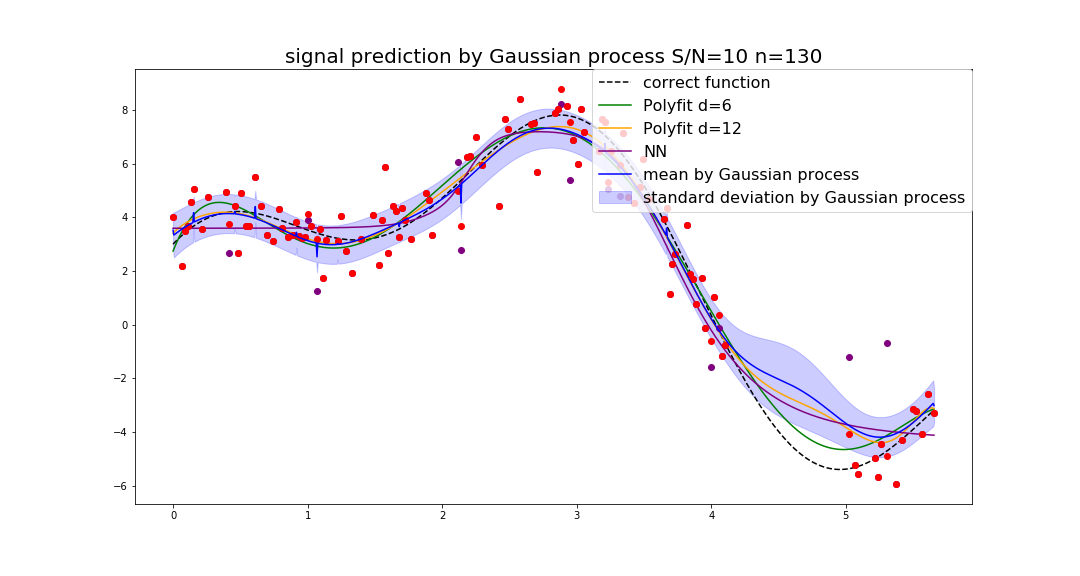 signal prediction by Gaussian process S/N=10 n=130
correct function
Polyfit d=6
Polyfit d=12
NN
mean by Gaussian process
standard deviation by Gaussian process
8
6
4
2
0
−2
−4
−6
0 1 2 3 4 5